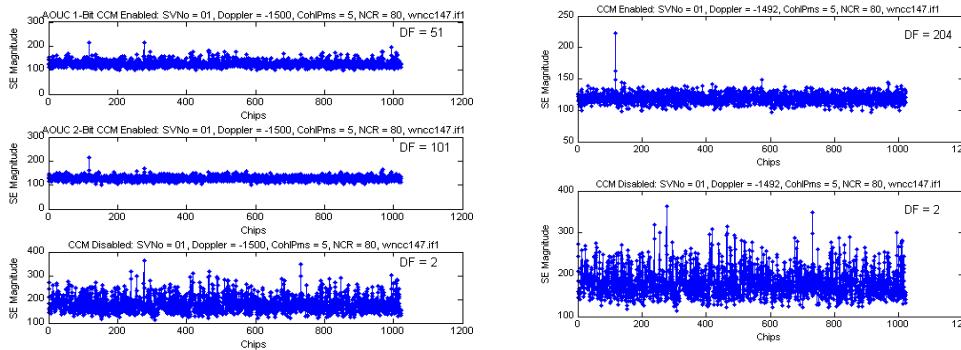 AOUC 1-Bit CCM Enabled: SVNo = 01, Doppler = -1500, CohIPms = 5, NCR = 80, wncc147.if1
300
200
100
0
SE Magnitude
DF = 51
0 200 400 600 800 1000 1200
Chips
AOUC 2-Bit CCM Enabled: SVNo = 01, Doppler = -1500, CohIPms = 5, NCR = 80, wncc147.if1
300
200
100
0
SE Magnitude
DF = 101
0 200 400 600 800 1000 1200
Chips
CCM Disabled: SVNo = 01, Doppler = -1500, CohIPms = 5, NCR = 80, wncc147.if1
400
300
200
100
SE Magnitude
DF = 2
0 200 400 600 800 1000 1200
Chips
CCM Enabled: SVNo = 01, Doppler = -1492, CohIPms = 5, NCR = 80, wncc147.if1
250
200
150
100
50
SE Magnitude
DF = 204
0 200 400 600 800 1000
Chips
CCM Disabled: SVNo = 01, Doppler = -1492, CohIPms = 5, NCR = 80, wncc147.if1
400
300
200
100
SE Magnitude
DF = 2
0 200 400 600 800 1000
Chips